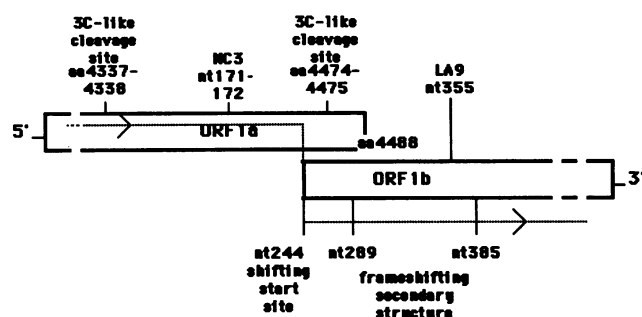 3C-like
cleavage
site
aa4337-
4338
MC3
nt171-
172
3C-like
cleavage
site
aa4474-
4475
LA9
nt355
5'
ORF1a
aa4488
ORF1b
3'
nt244
shifting
start
site
nt289
nt385
frameshifting
secondary
structure